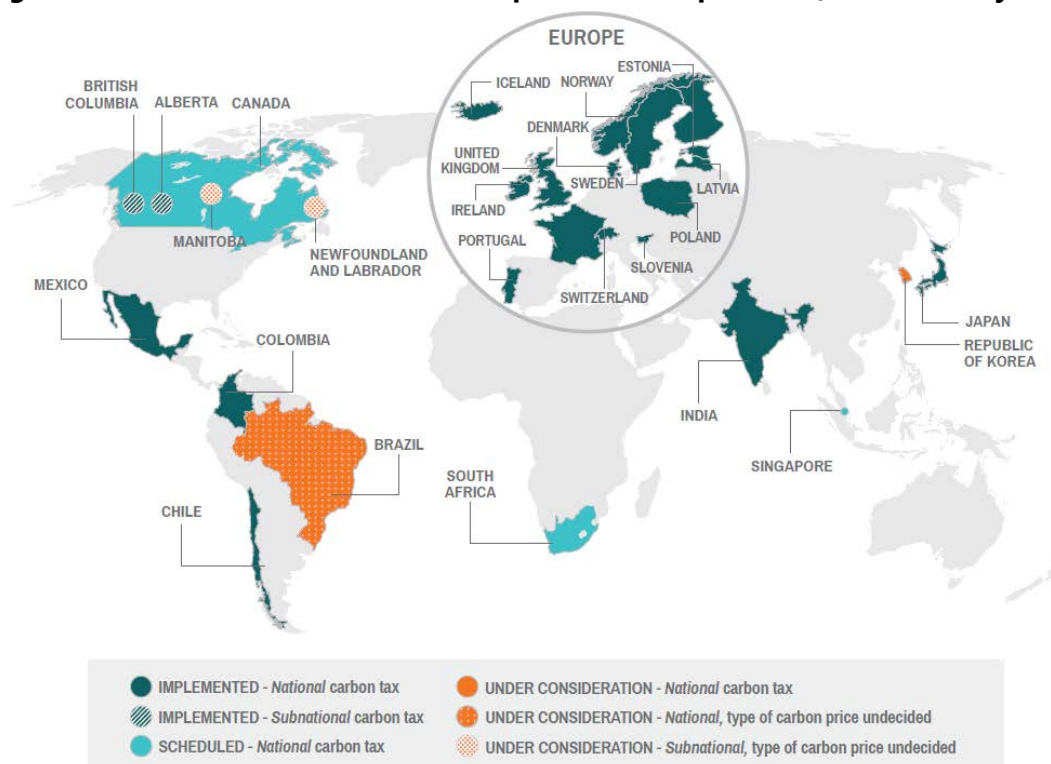 EUROPE
ESTONIA
ICELAND
NORWAY
BRITISH
COLUMBIA
ALBERTA
CANADA
DENMARK
UNITED
KINGDOM
SWEDEN
LATVIA
IRELAND
POLAND
MANITOBA
PORTUGAL
NEWFOUNDLAND
AND LABRADOR
SLOVENIA
SWITZERLAND
MEXICO
JAPAN
COLOMBIA
REPUBLIC
OF KOREA
INDIA
BRAZIL
SINGAPORE
SOUTH
AFRICA
CHILE
IMPLEMENTED - National carbon tax
IMPLEMENTED - Subnational carbon tax
SCHEDULED - National carbon tax
UNDER CONSIDERATION - National carbon tax
UNDER CONSIDERATION - National, type of carbon price undecided
UNDER CONSIDERATION - Subnational, type of carbon price undecided